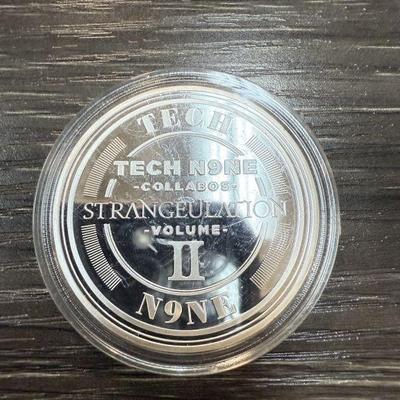 TECH
TECH N9NE
-COLLABOS-
STRANGEULATION
-VOLUME-
II
N9NE